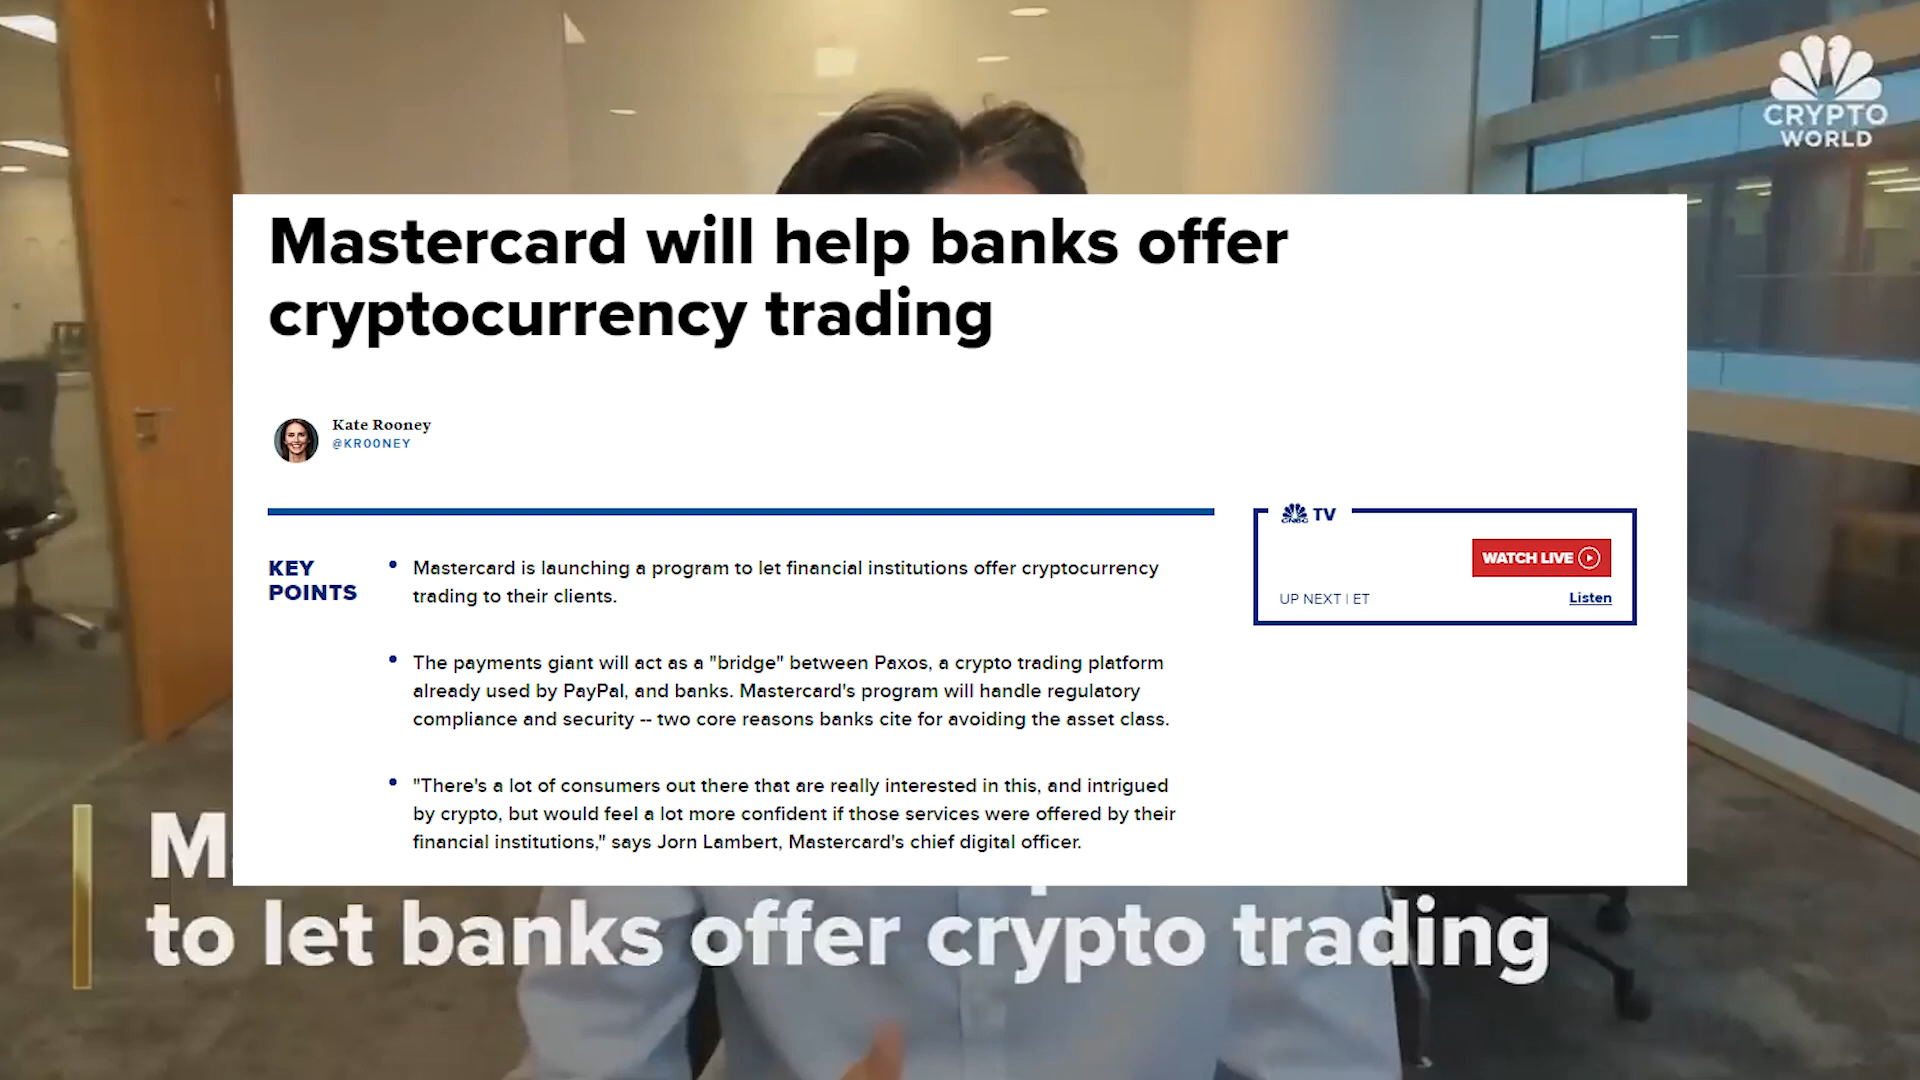 CRYPTO
WORLD
Mastercard will help banks offer
cryptocurrency trading
Kate Rooney
@KROONEY
CNBC TV
WATCH LIVE
UP NEXT | ET
Listen
KEY
POINTS
• Mastercard is launching a program to let financial institutions offer cryptocurrency
trading to their clients.
• The payments giant will act as a "bridge" between Paxos, a crypto trading platform
already used by PayPal, and banks. Mastercard's program will handle regulatory
compliance and security -- two core reasons banks cite for avoiding the asset class.
• "There's a lot of consumers out there that are really interested in this, and intrigued
by crypto, but would feel a lot more confident if those services were offered by their
financial institutions," says Jorn Lambert, Mastercard's chief digital officer.
M
to let banks offer crypto trading